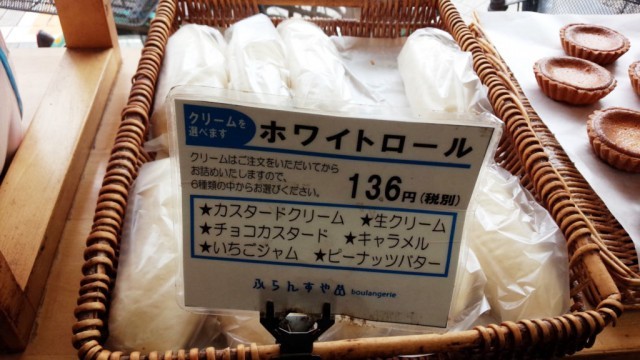 クリームを
選べます
ホワイトロール
クリームはご注文をいただいてから
お詰めいたしますので、
6種類の中からお選びください。
136円(税別)
★カスタードクリーム ★生クリーム
★チョコカスタード ★キャラメル
★いちごジャム ★ピーナッツバター
ふらんすやぁ boulangerie